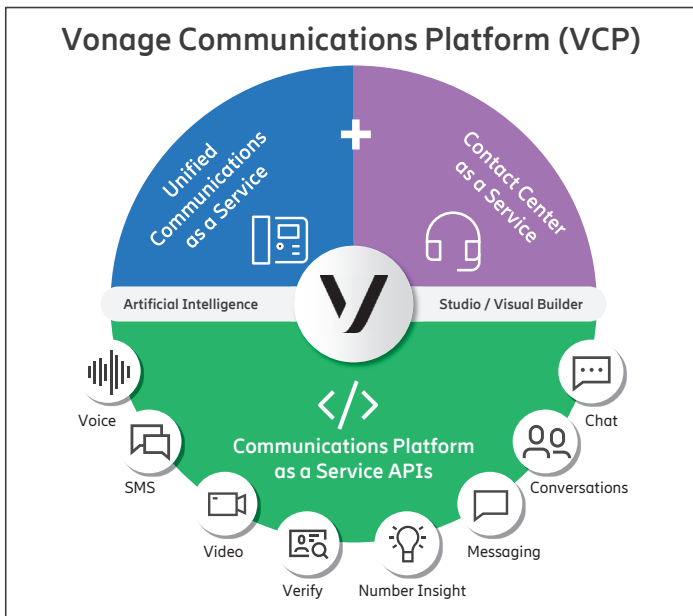 Vonage Communications Platform (VCP)
Unified
Communications
as a Service
Contact Center
as a Service
Artificial Intelligence
Studio / Visual Builder
Communications Platform
as a Service APIs
Voice
SMS
Video
Verify
Number Insight
Messaging
Conversations
Chat